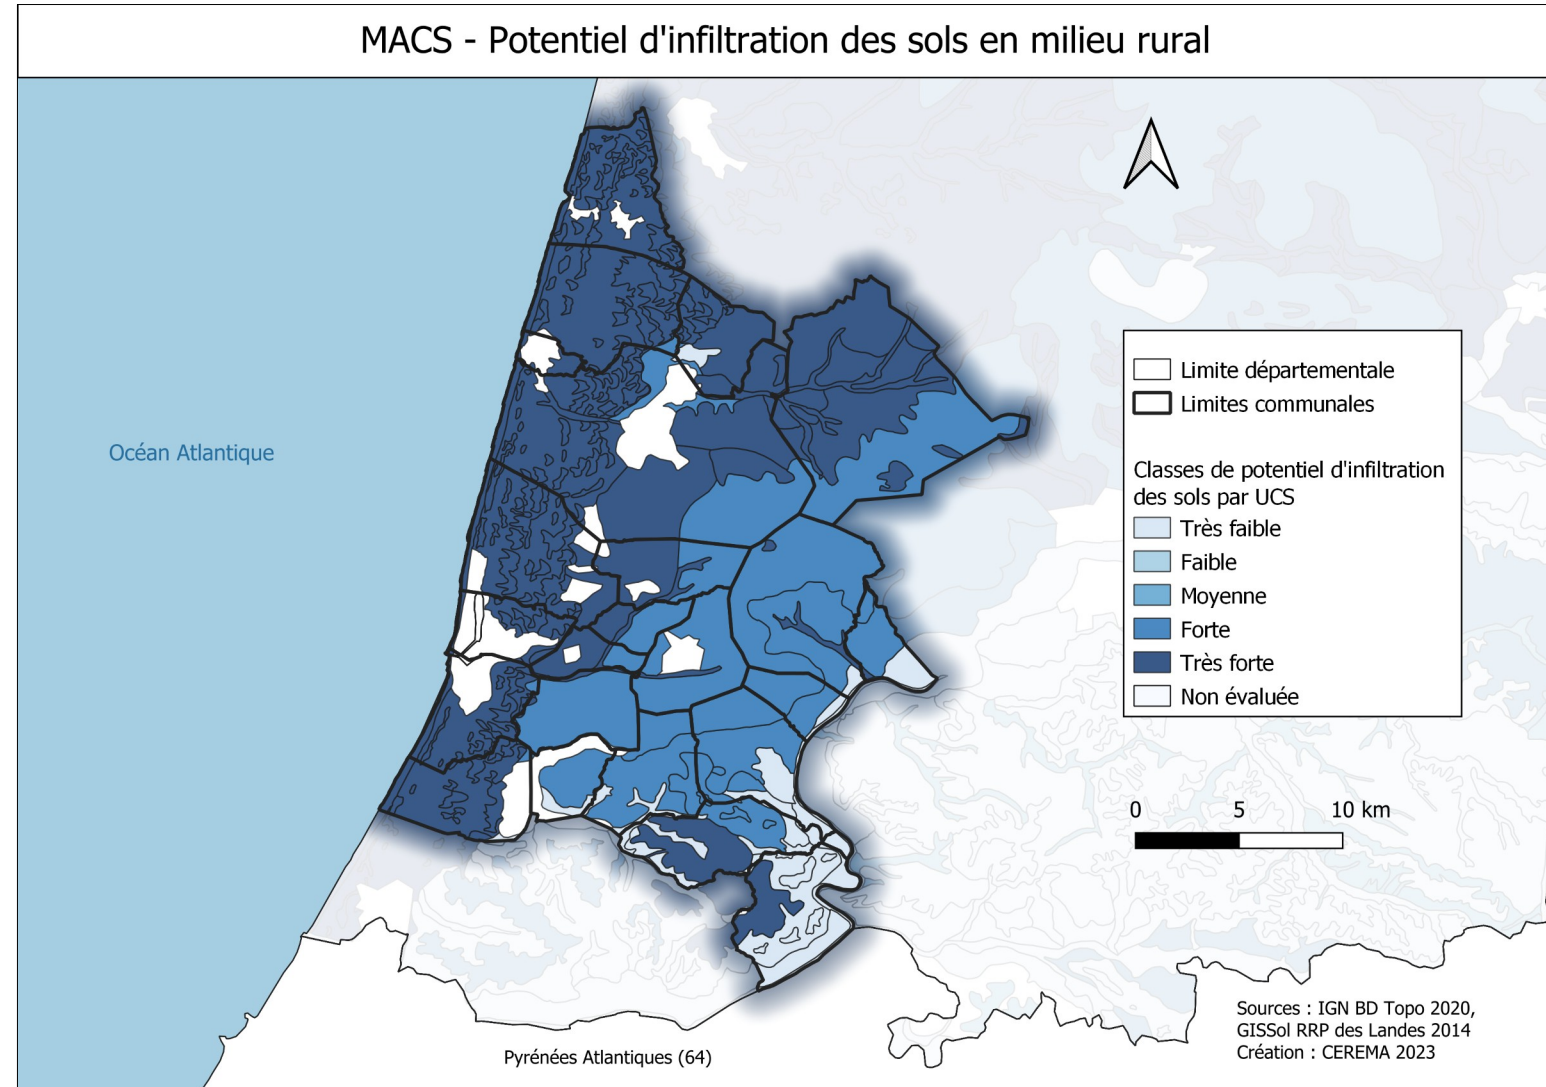 MACS - Potentiel d'infiltration des sols en milieu rural
Océan Atlantique
Limite départementale
Limites communales
Classes de potentiel d'infiltration
des sols par UCS
Très faible
Faible
Moyenne
Forte
Très forte
Non évaluée
0 5 10 km
Sources : IGN BD Topo 2020,
GISSol RRP des Landes 2014
Création : CEREMA 2023
Pyrénées Atlantiques (64)